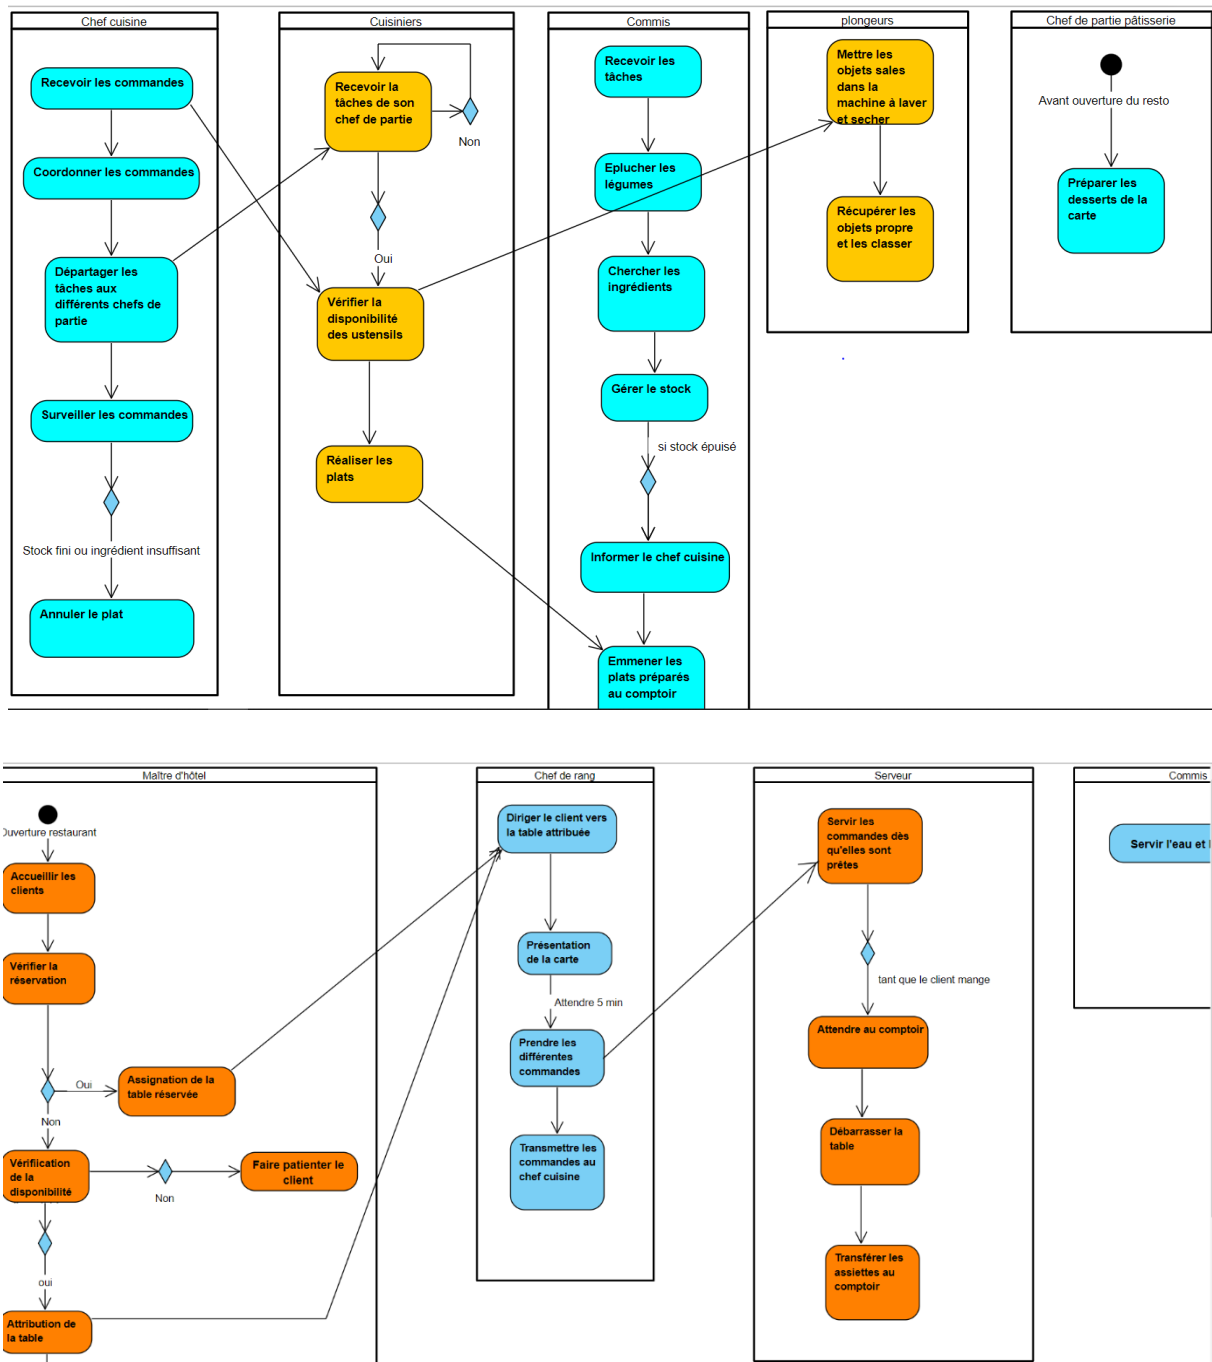 Chef cuisine
Recevoir les commandes
Coordonner les commandes
Départager les
tâches aux
différents chefs de
partie
Surveiller les commandes
Stock fini ou ingrédient insuffisant
Annuler le plat
Cuisiniers
Recevoir la
tâches de son
chef de partie
Non
Oui
Vérifier la
disponibilité
des ustensils
Réaliser les
plats
Commis
Recevoir les
tâches
Eplucher les
légumes
Chercher les
ingrédients
Gérer le stock
si stock épuisé
Informer le chef cuisine
Emmener les
plats préparés
au comptoir
plongeurs
Mettre les
objets sales
dans la
machine à laver
et secher
Récupérer les
objets propre
et les classer
Chef de partie pâtisserie
Avant ouverture du resto
Préparer les
desserts de la
carte
Maître d'hôtel
Ouverture restaurant
Accueillir les
clients
Vérifier la
réservation
Oui
Assignation de la
table réservée
Non
Vérifiication
de la
disponibilité
Non
Faire patienter le
client
oui
Attribution de
la table
Chef de rang
Diriger le client vers
la table attribuée
Présentation
de la carte
Attendre 5 min
Prendre les
différentes
commandes
Transmettre les
commandes au
chef cuisine
Serveur
Servir les
commandes dès
qu'elles sont
prêtes
tant que le client mange
Attendre au comptoir
Débarrasser la
table
Transférer les
assiettes au
comptoir
Commis
Servir l'eau et